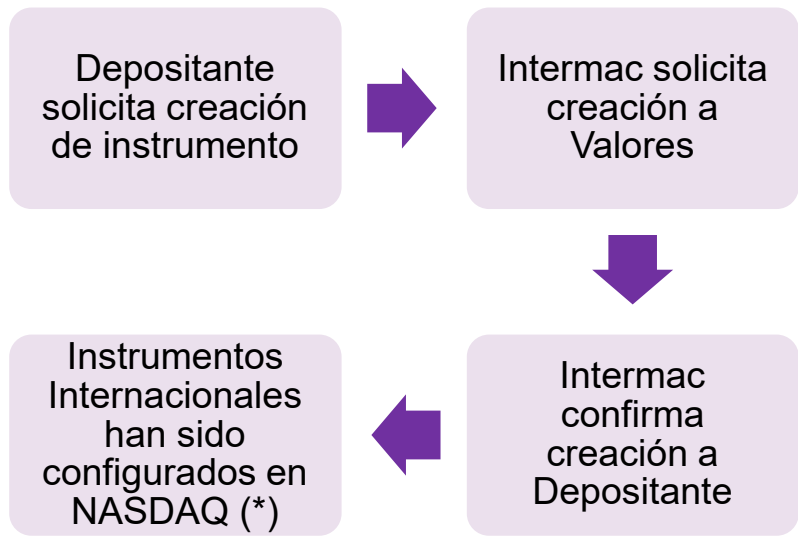 Depositante
solicita creación
de instrumento
Intermac solicita
creación a
Valores
Intermac
confirma
creación a
Depositante
Instrumentos
Internacionales
han sido
configurados en
NASDAQ (*)